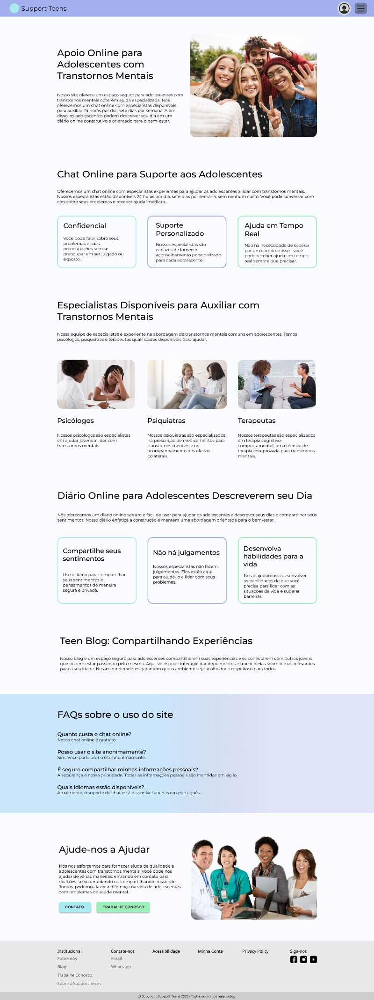 Support Teens
Apoio Online para
Adolescentes com
Transtornos Mentais
Nosso site oferece um espaço seguro para adolescentes com
transtornos mentais obterem ajuda especializada. Nós
oferecemos um chat online com especialistas disponíveis
para auxiliar 24 horas por dia, sete dias por semana. Além
disso, os adolescentes podem descrever seu dia em um
diário online construtivo e orientado para o bem-estar.
Chat Online para Suporte aos Adolescentes
Oferecemos um chat online com especialistas experientes para ajudar os adolescentes a lidar com transtornos mentais.
Nossos especialistas estão disponíveis 24 horas por dia, sete dias por semana, sem nenhum custo. Você pode conversar com
eles sobre seus problemas e receber ajuda imediata.
Confidencial
Você pode falar sobre seus
problemas e suas
preocupações sem se
preocupar em ser julgado ou
exposto.
Suporte
Personalizado
Nossos especialistas são
capazes de fornecer
aconselhamento personalizado
para cada adolescente.
Ajuda em Tempo
Real
Não há necessidade de esperar
por um compromisso - você
pode receber ajuda em tempo
real sempre que precisar.
Especialistas Disponíveis para Auxiliar com
Transtornos Mentais
Nossa equipe de especialistas é experiente na abordagem de transtornos mentais comuns em adolescentes. Temos
psicólogos, psiquiatras e terapeutas qualificados disponíveis para ajudar.
Psicólogos
Nossos psicólogos são especialistas
em ajudar jovens a lidar com
transtornos mentais.
Psiquiatras
Nossos psiquiatras são especializados
na prescrição de medicamentos para
transtornos mentais e no
acompanhamento dos efeitos
colaterais.
Terapeutas
Nossos terapeutas são especializados
em terapia cognitivo-
comportamental, uma técnica de
terapia comprovada para transtornos
mentais.
Diário Online para Adolescentes Descreverem seu Dia
Nós oferecemos um diário online seguro e fácil de usar para ajudar os adolescentes a descrever seus dias e compartilhar seus
sentimentos. Nosso diário enfatiza a construção e mantém uma abordagem orientada para o bem-estar.
Compartilhe seus
sentimentos
Use o diário para compartilhar
seus sentimentos e
pensamentos de maneira
segura e privada.
Não há julgamentos
Nossos especialistas não fazem
julgamentos. Eles estão aqui
para ajudá-lo a lidar com seus
problemas.
Desenvolva
habilidades para a
vida
Nós o ajudamos a desenvolver
as habilidades de que você
precisa para lidar com as
situações da vida e superar
barreiras.
Teen Blog: Compartilhando Experiências
Nosso blog é um espaço seguro para adolescentes compartilharem suas experiências e se conectarem com outros jovens
que podem estar passando pelo mesmo. Aqui, você pode interagir, dar depoimentos e trocar ideias sobre temas relevantes
para a sua idade. Nossos moderadores garantem que o ambiente seja acolhedor e respeitoso para todos.
FAQs sobre o uso do site
Quanto custa o chat online?
Nosso chat online é gratuito.
Posso usar o site anonimamente?
Sim. Você pode usar o site anonimamente.
É seguro compartilhar minhas informações pessoais?
A segurança é nossa prioridade. Todas as informações pessoais são mantidas em sigilo.
Quais idiomas estão disponíveis?
Atualmente, o suporte de chat está disponível apenas em português.
Ajude-nos a Ajudar
Nós nos esforçamos para fornecer ajuda de qualidade a
adolescentes com transtornos mentais. Você pode nos
ajudar de várias maneiras: entrando em contato para
doações, se voluntariando ou compartilhando nosso site.
Juntos, podemos fazer a diferença na vida de adolescentes
com problemas de saúde mental.
CONTATO
TRABALHE CONOSCO
Institucional
Sobre nós
Blog
Trabalhe Conosco
Sobre a Support Teens
Contate-nos
Email
Whatsapp
Acessibilidade
Minha Conta
Privacy Policy
Siga-nos
@Copyright Support Teens 2023 - Todos os direitos reservados.